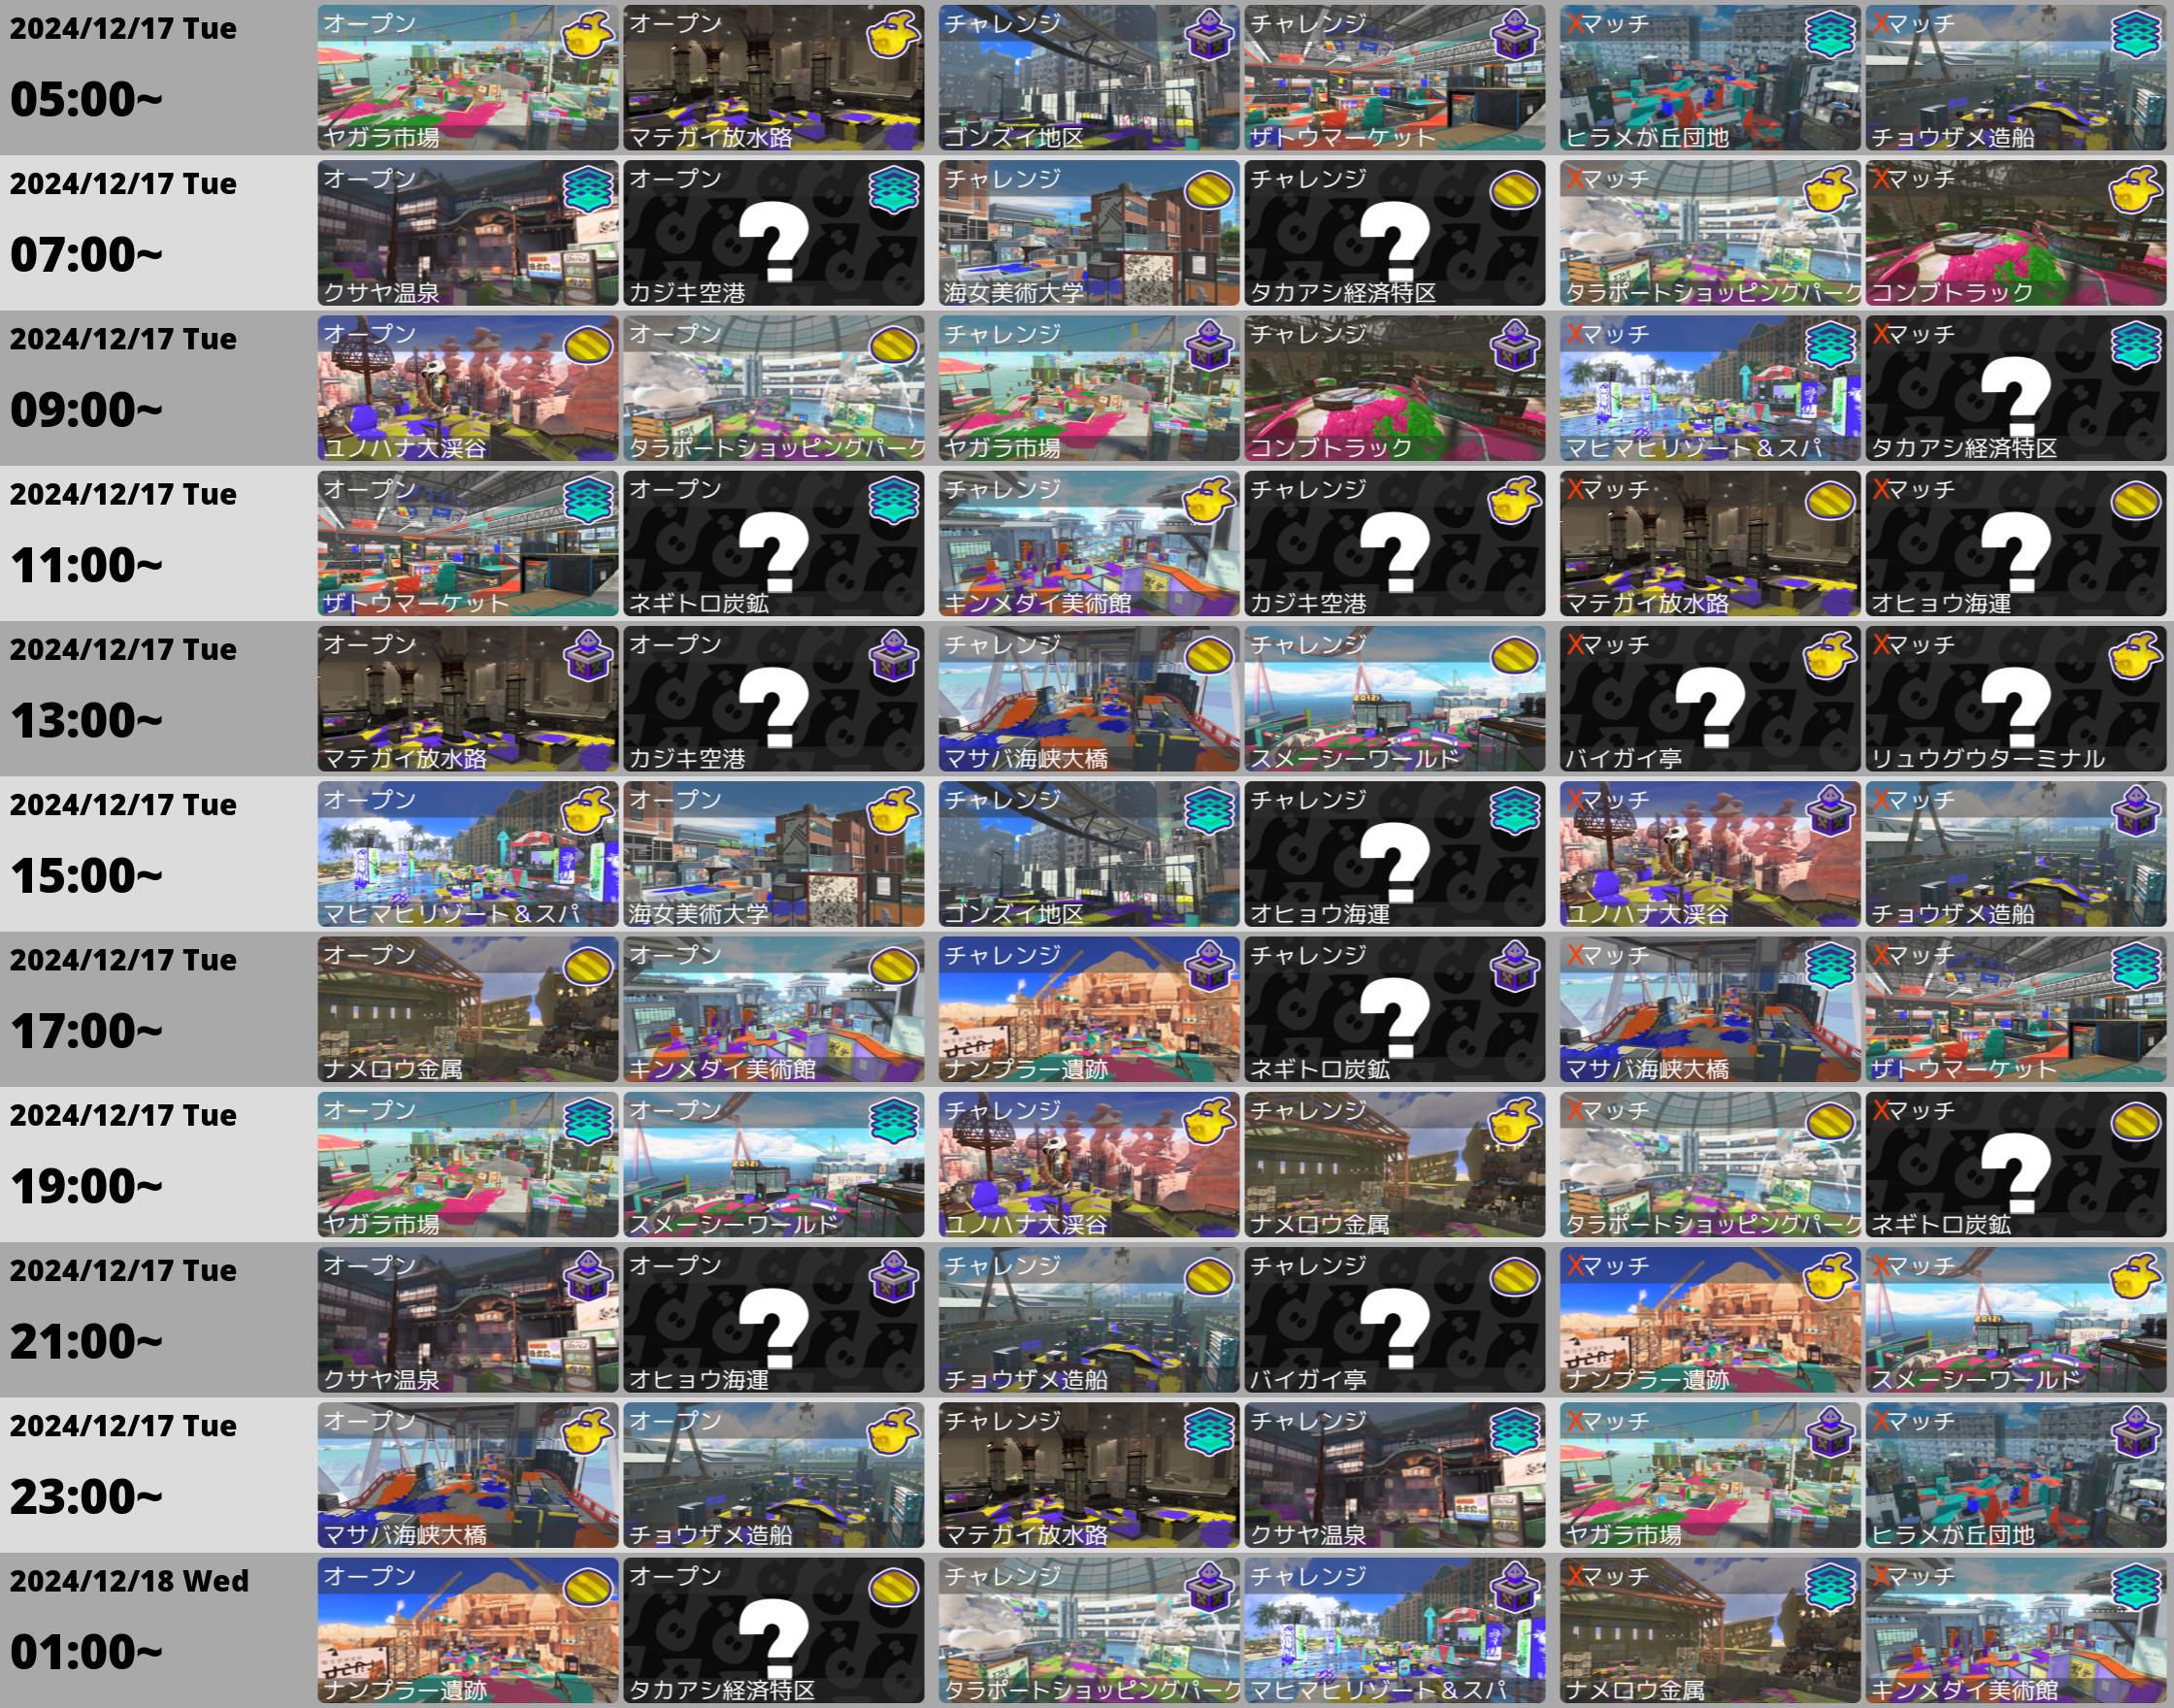 2024/12/17 Tue
05:00~
オープン オープン チャレンジ チャレンジ Xマッチ Xマッチ
ヤガラ市場 マテガイ放水路 ゴンズイ地区 ザトウマーケット ヒラメが丘団地 チョウザメ造船
2024/12/17 Tue
07:00~
オープン オープン チャレンジ チャレンジ Xマッチ Xマッチ
クサヤ温泉 カジキ空港 海女美術大学 タカアシ経済特区 タラポートショッピングパーク コンブトラック
2024/12/17 Tue
09:00~
オープン オープン チャレンジ チャレンジ Xマッチ Xマッチ
ユノハナ大渓谷 タラポートショッピングパーク ヤガラ市場 コンブトラック マヒマヒリゾート&スパ タカアシ経済特区
2024/12/17 Tue
11:00~
オープン オープン チャレンジ チャレンジ Xマッチ Xマッチ
ザトウマーケット ネギトロ炭鉱 キンメダイ美術館 カジキ空港 マテガイ放水路 オヒョウ海運
2024/12/17 Tue
13:00~
オープン オープン チャレンジ チャレンジ Xマッチ Xマッチ
マテガイ放水路 カジキ空港 マサバ海峡大橋 スメーシーワールド バイガイ亭 リュウグウターミナル
2024/12/17 Tue
15:00~
オープン オープン チャレンジ チャレンジ Xマッチ Xマッチ
マヒマヒリゾート&スパ 海女美術大学 ゴンズイ地区 オヒョウ海運 ユノハナ大渓谷 チョウザメ造船
2024/12/17 Tue
17:00~
オープン オープン チャレンジ チャレンジ Xマッチ Xマッチ
ナメロウ金属 キンメダイ美術館 ナンプラー遺跡 ネギトロ炭鉱 マサバ海峡大橋 ザトウマーケット
2024/12/17 Tue
19:00~
オープン オープン チャレンジ チャレンジ Xマッチ Xマッチ
ヤガラ市場 スメーシーワールド ユノハナ大渓谷 ナメロウ金属 タラポートショッピングパーク ネギトロ炭鉱
2024/12/17 Tue
21:00~
オープン オープン チャレンジ チャレンジ Xマッチ Xマッチ
クサヤ温泉 オヒョウ海運 チョウザメ造船 バイガイ亭 ナンプラー遺跡 スメーシーワールド
2024/12/17 Tue
23:00~
オープン オープン チャレンジ チャレンジ Xマッチ Xマッチ
マサバ海峡大橋 チョウザメ造船 マテガイ放水路 クサヤ温泉 ヤガラ市場 ヒラメが丘団地
2024/12/18 Wed
01:00~
オープン オープン チャレンジ チャレンジ Xマッチ Xマッチ
ナンプラー遺跡 タカアシ経済特区 タラポートショッピングパーク マヒマヒリゾート&スパ ナメロウ金属 キンメダイ美術館